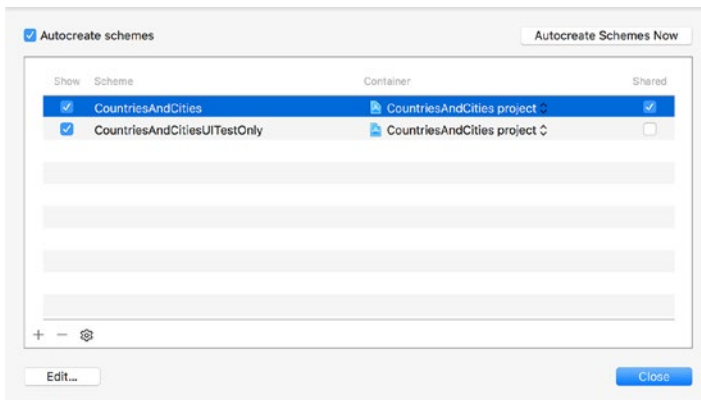 Autocreate schemes Autocreate Schemes Now
Show Scheme Container Shared
CountriesAndCities CountriesAndCities project
CountriesAndCitiesUITestOnly CountriesAndCities project
Edit... Close